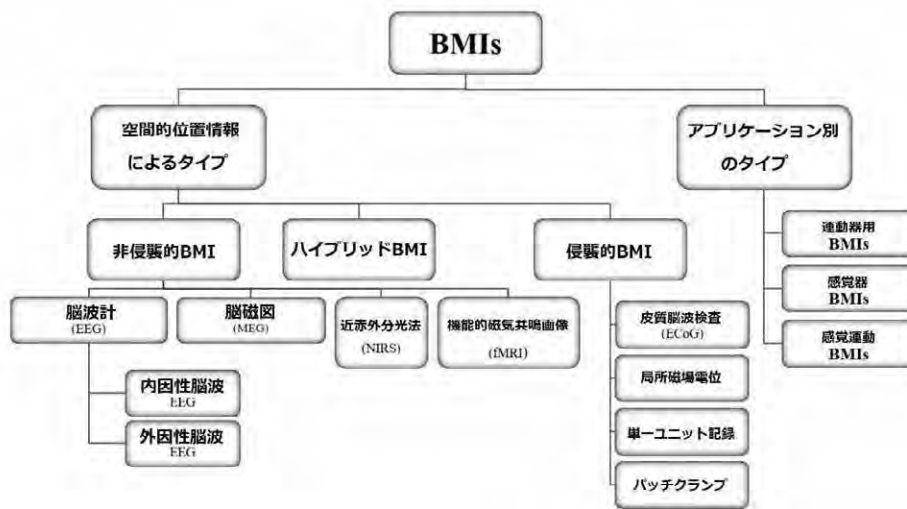 BMIs
空間的位置情報
によるタイプ
アプリケーション別
のタイプ
非侵襲的BMI
ハイブリッドBMI
侵襲的BMI
運動器用
BMIs
感覚器
BMIs
感覚運動
BMIs
脳波計
(EEG)
脳磁図
(MEG)
近赤外分光法
(NIRS)
機能的磁気共鳴画像
(fMRI)
内因性脳波
EEG
外因性脳波
EEG
皮質脳波検査
(ECoG)
局所磁場電位
単一ユニット記録
パッチクランプ